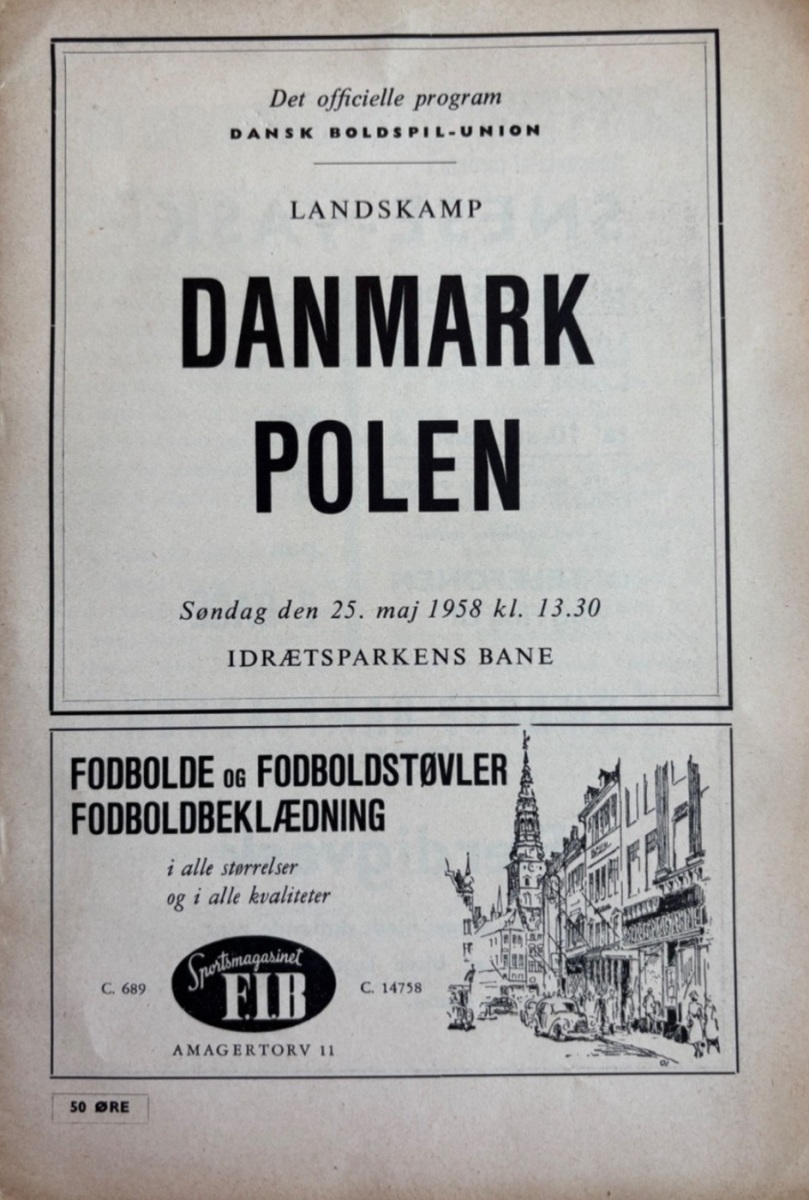 Det officielle program
DANSK BOLDSPIL-UNION
LANDSKAMP
DANMARK
POLEN
Søndag den 25. maj 1958 kl. 13.30
IDRÆTSPARKENS BANE
FODBOLDE OG FODBOLDSTØVLER
FODBOLDBEKLÆDNING
i alle størrelser
og i alle kvaliteter
Sportsmagasinet
C. 689 FIB C. 14758
AMAGERTORV 11
50 ØRE